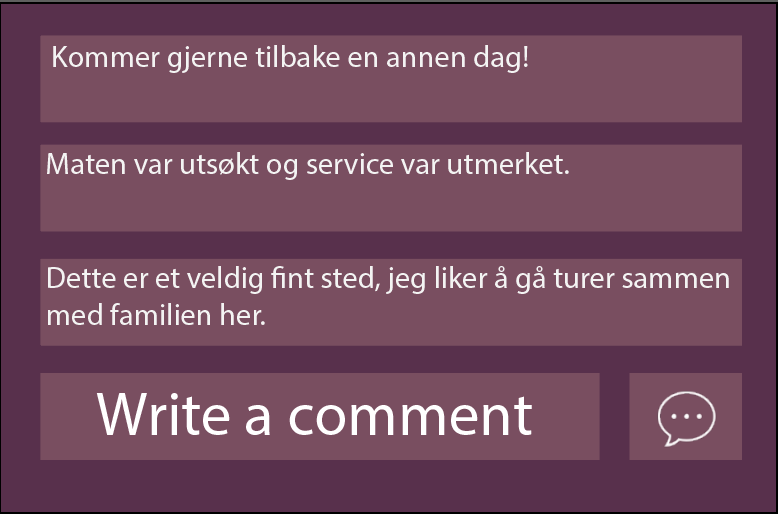 Kommer gjerne tilbake en annen dag!
Maten var utsøkt og service var utmerket.
Dette er et veldig fint sted, jeg liker å gå turer sammen
med familien her.
Write a comment